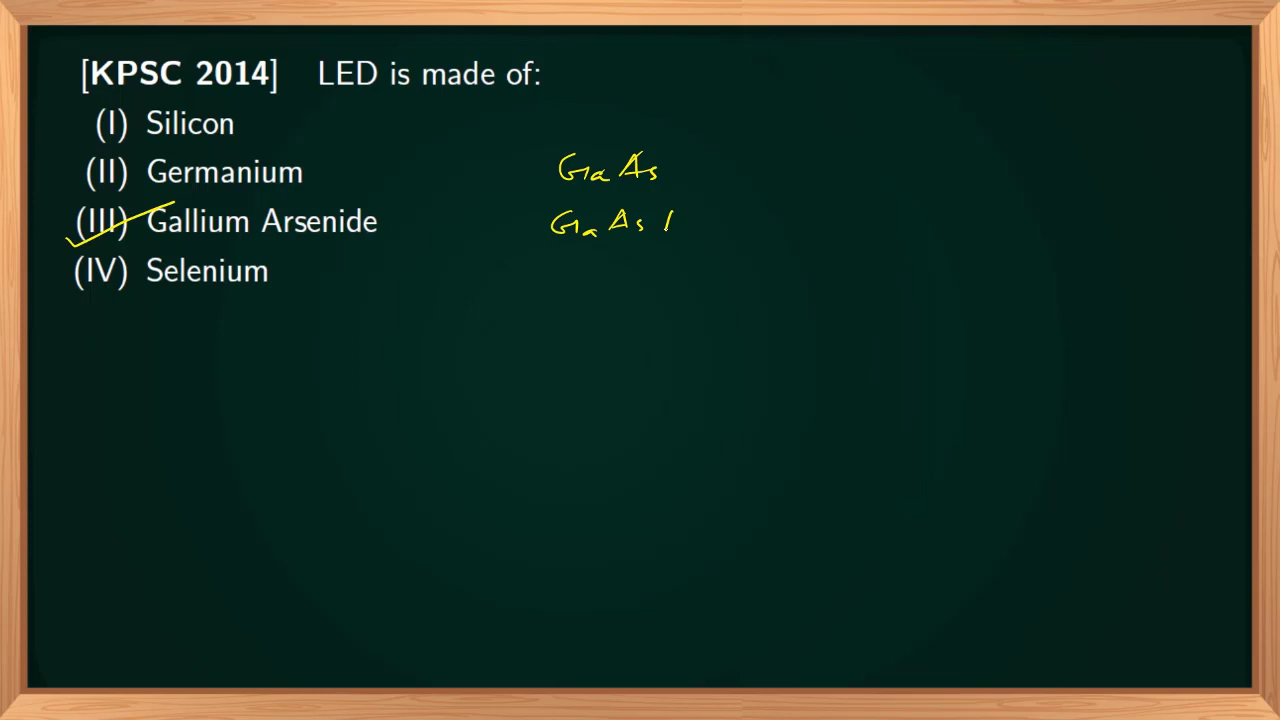 [KPSC 2014] LED is made of:
(I) Silicon
(II) Germanium
GaAs
(III) Gallium Arsenide
GaAs
(IV) Selenium